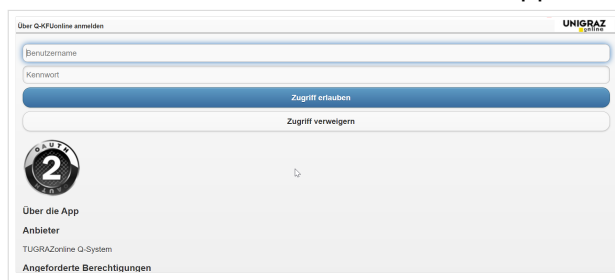 Über Q-KFUonline anmelden
UNIGRAZ
online
Benutzername
Kennwort
Zugriff erlauben
Zugriff verweigern
OAUTH
2
OAUTH
Über die App
Anbieter
TUGRAZonline Q-System
Angeforderte Berechtigungen